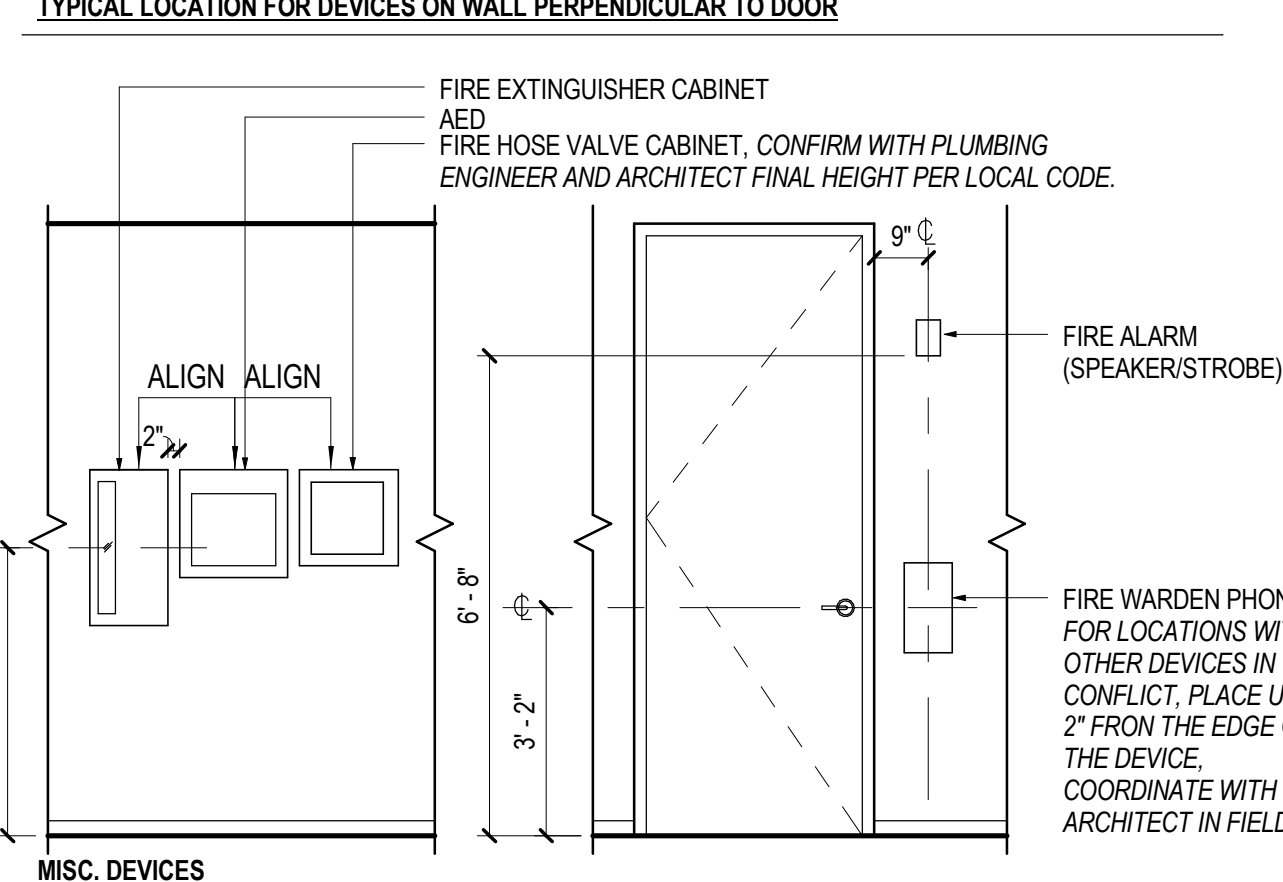 TYPICAL LOCATION FOR DEVICES ON WALL PERPENDICULAR TO DOOR
FIRE EXTINGUISHER CABINET
AED
FIRE HOSE VALVE CABINET, CONFIRM WITH PLUMBING
ENGINEER AND ARCHITECT FINAL HEIGHT PER LOCAL CODE.
9" ℄
FIRE ALARM
(SPEAKER/STROBE)
ALIGN ALIGN
2"
6' - 8"
℄
3' - 2"
FIRE WARDEN PHON
FOR LOCATIONS WIT
OTHER DEVICES IN
CONFLICT, PLACE U
2" FRON THE EDGE
THE DEVICE,
COORDINATE WITH
ARCHITECT IN FIELD
MISC. DEVICES